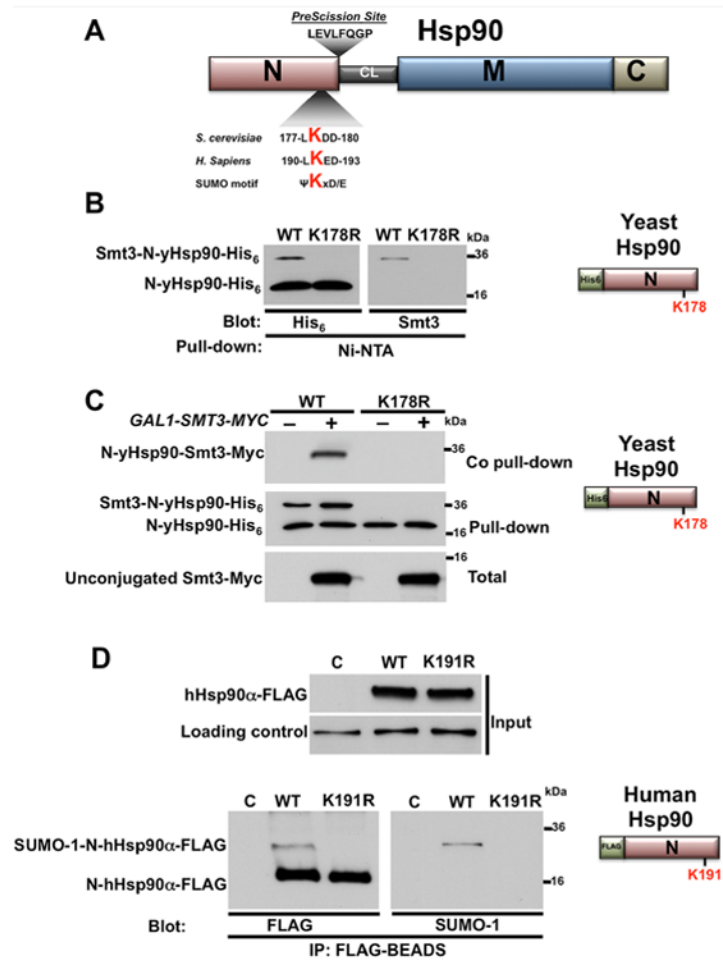 A
PreScission Site
LEVLFQGP
Hsp90
N
CL
M
C
S. cerevisiae 177-LKDD-180
H. Sapiens 190-LKED-193
SUMO motif ΨKxD/E
B
WT K178R WT K178R kDa
Smt3-N-yHsp90-His6
36
N-yHsp90-His6
16
Blot: His6 Smt3
Pull-down: Ni-NTA
Yeast
Hsp90
His6 N
K178
C
WT K178R
GAL1-SMT3-MYC – + – + kDa
N-yHsp90-Smt3-Myc
36
Co pull-down
Smt3-N-yHsp90-His6
36
N-yHsp90-His6
16 Pull-down
16
Unconjugated Smt3-Myc
Total
Yeast
Hsp90
His6 N
K178
D
C WT K191R
hHsp90α-FLAG
Loading control
Input
C WT K191R C WT K191R kDa
36
SUMO-1-N-hHsp90α-FLAG
N-hHsp90α-FLAG
16
Blot: FLAG SUMO-1
IP: FLAG-BEADS
Human
Hsp90
FLAG N
K191